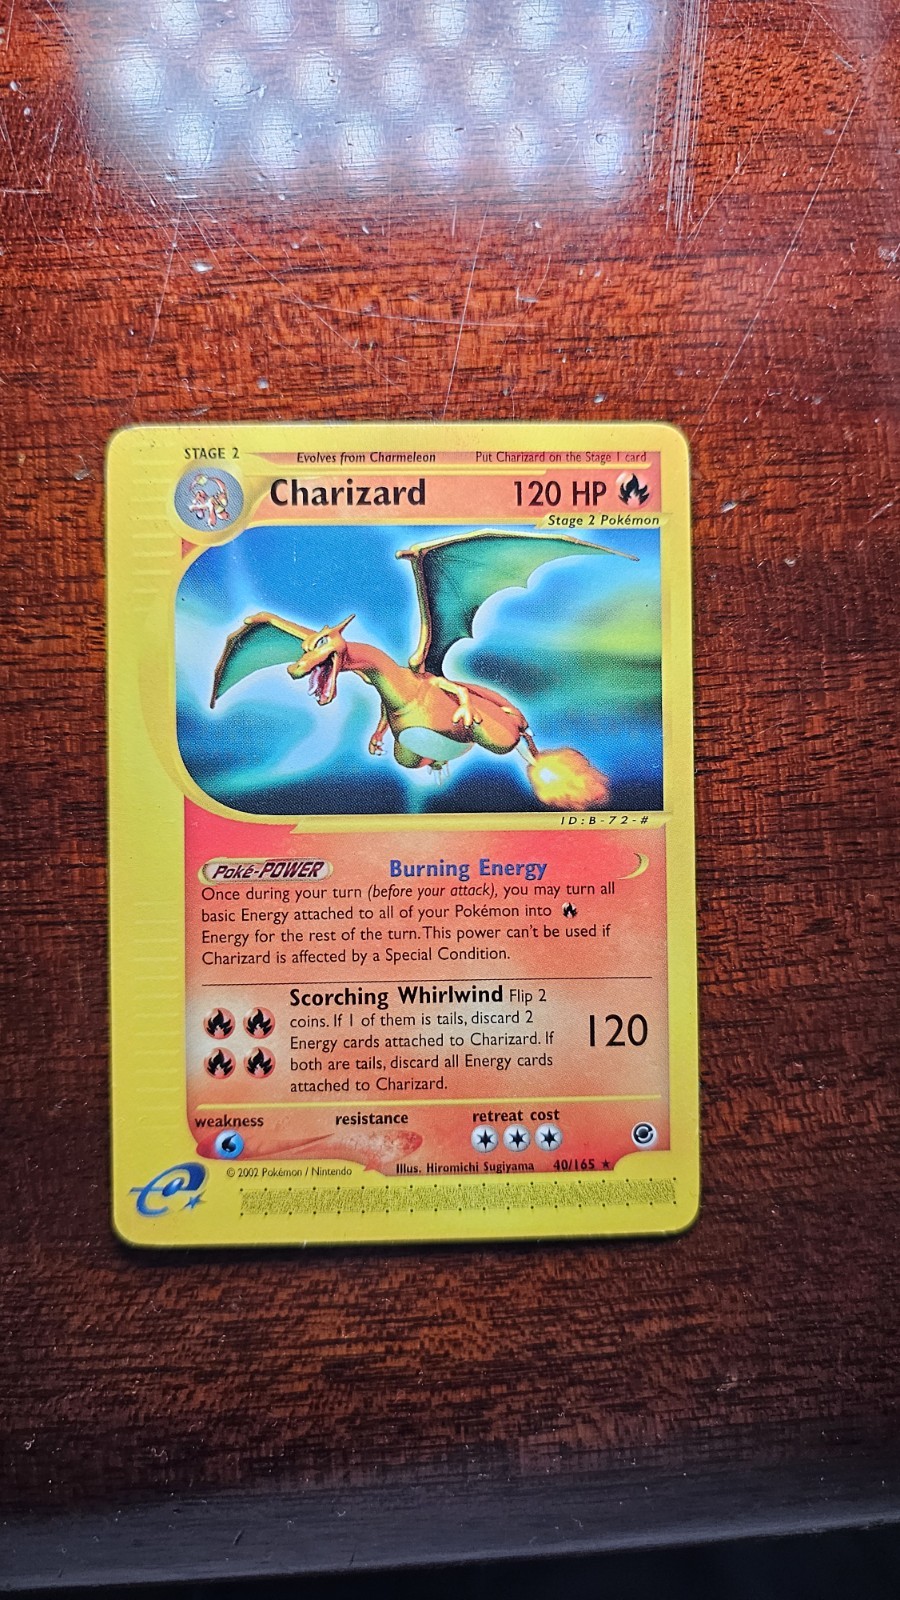 STAGE 2
Evolves from Charmeleon
Put Charizard on the Stage 1 card
Charizard
120 HP
Stage 2 Pokémon
ID:B-72-#
Poké-POWER
Burning Energy
Once during your turn (before your attack), you may turn all
basic Energy attached to all of your Pokémon into
Energy for the rest of the turn. This power can't be used if
Charizard is affected by a Special Condition.
Scorching Whirlwind Flip 2
coins. If 1 of them is tails, discard 2
Energy cards attached to Charizard. If
both are tails, discard all Energy cards
attached to Charizard.
120
weakness
resistance
retreat cost
© 2002 Pokémon / Nintendo
Illus. Hiromichi Sugiyama
40/165 ★
e